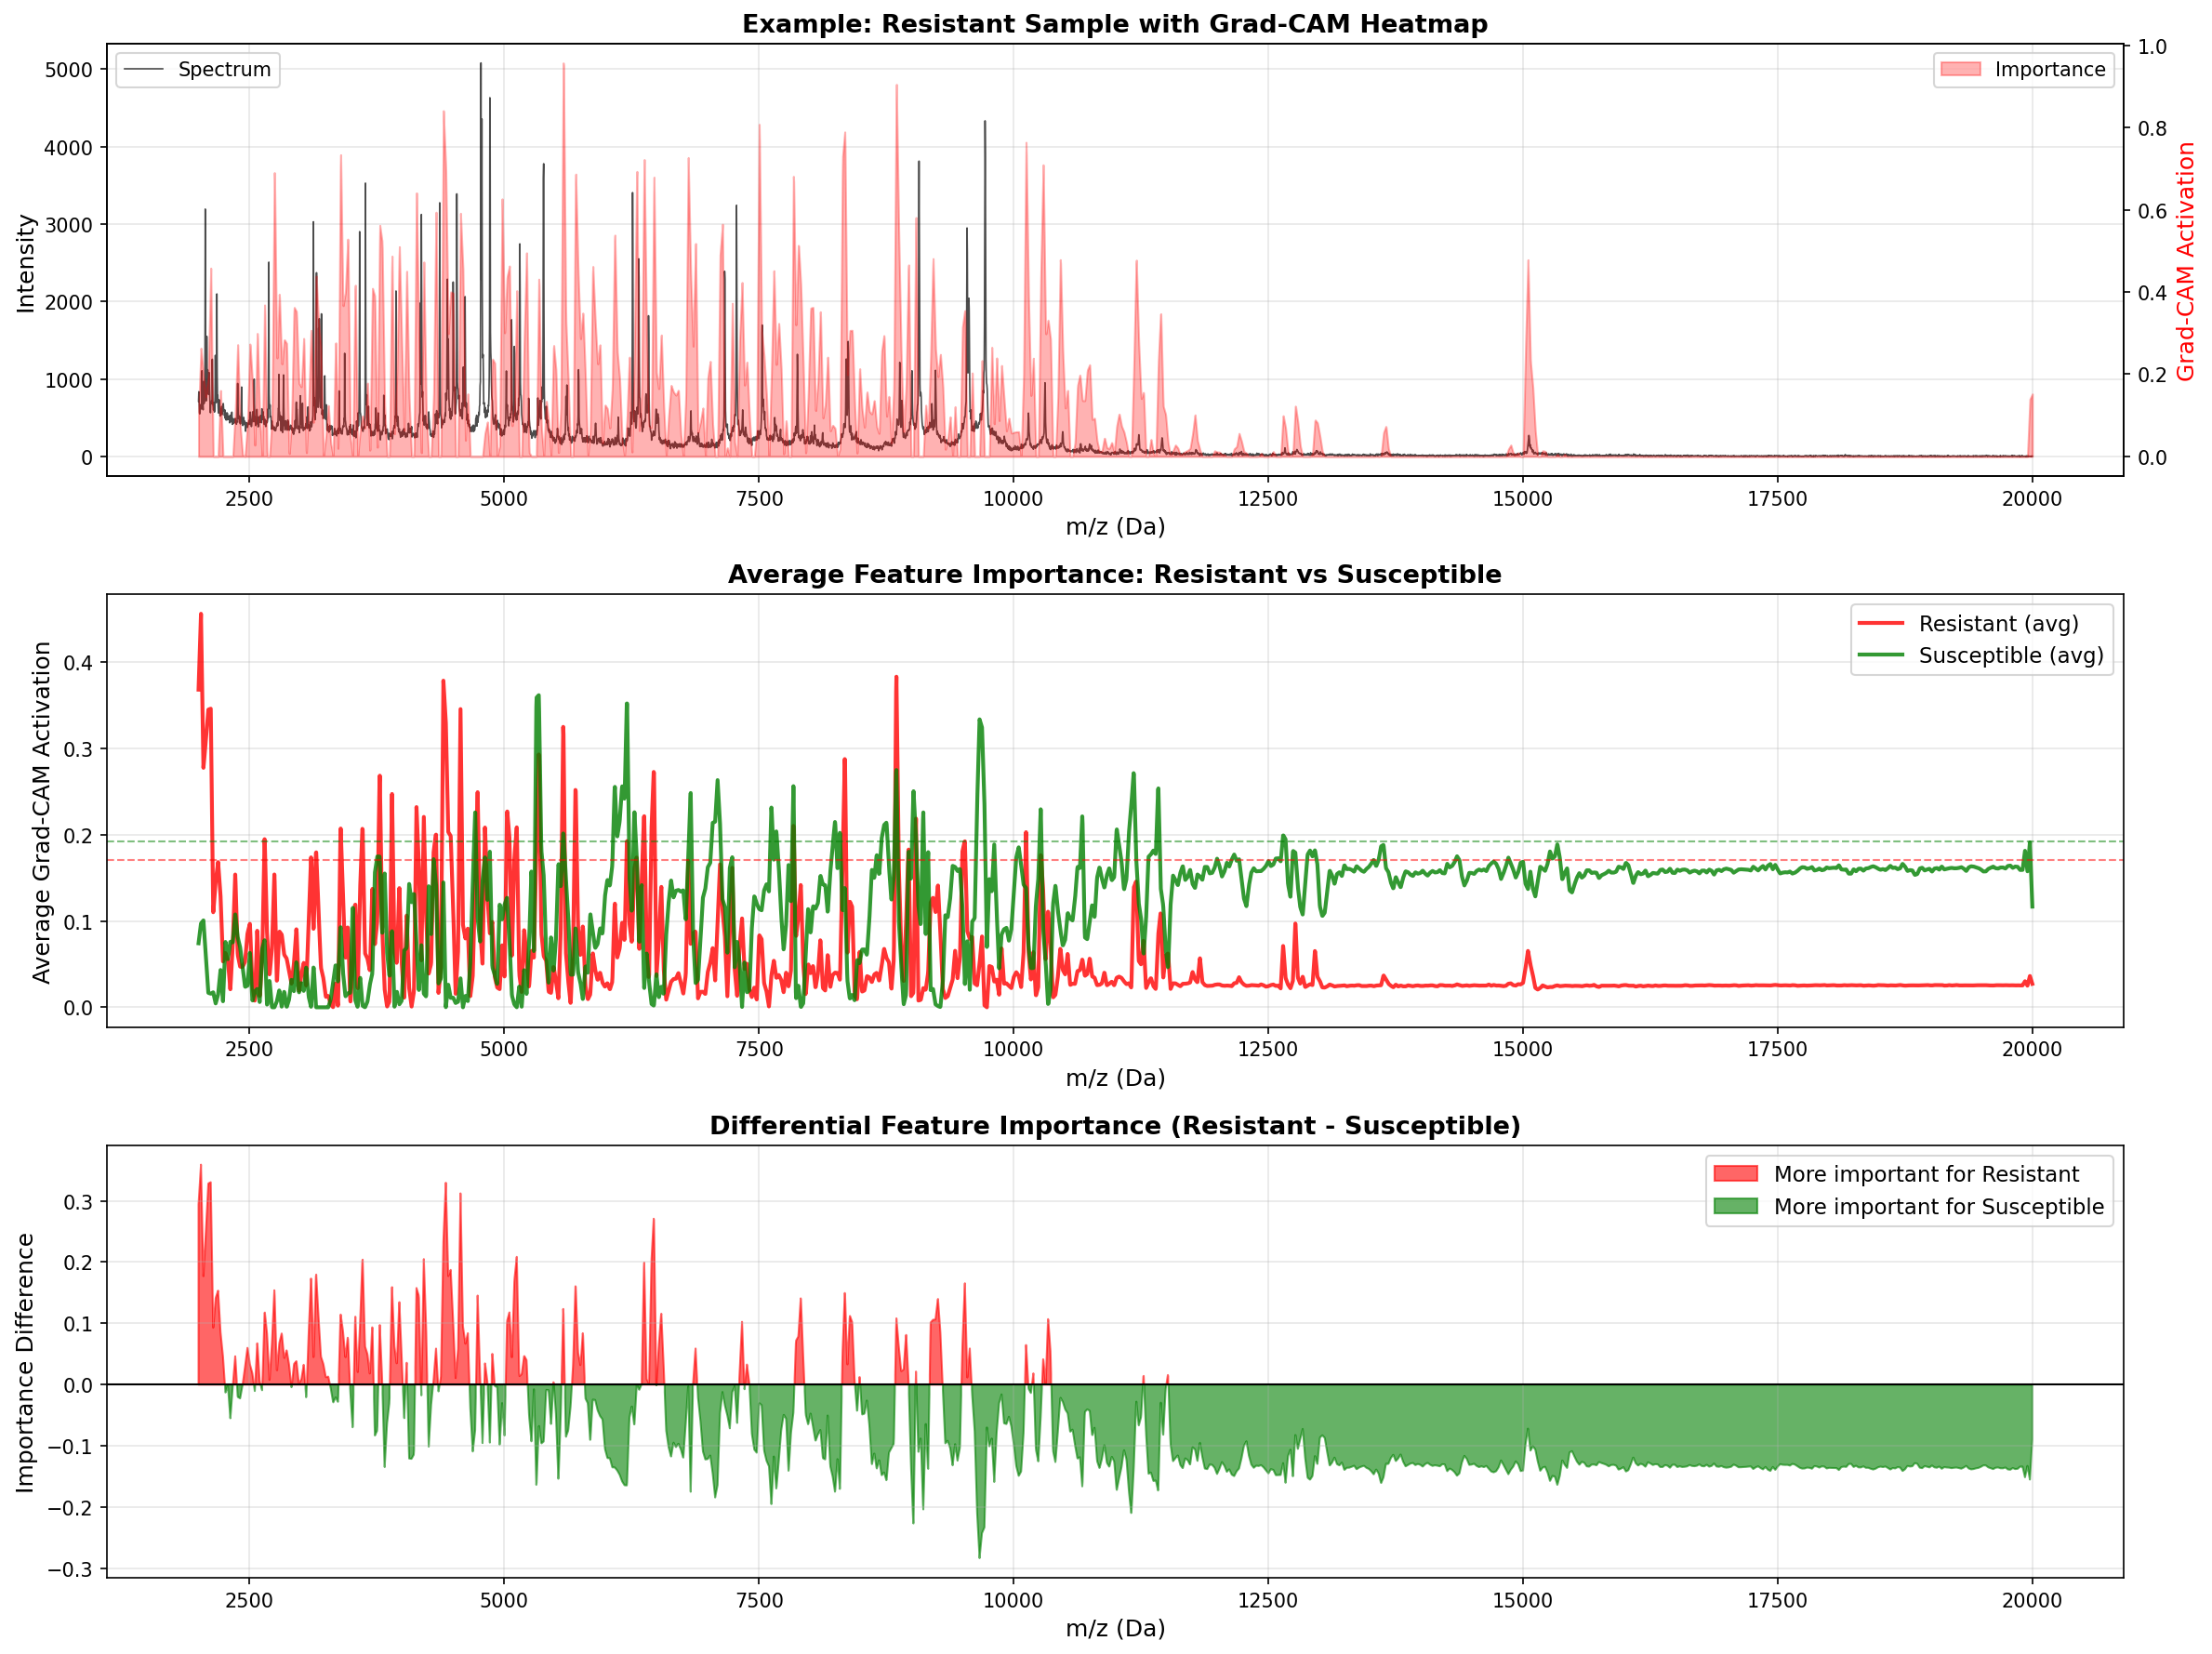 Example: Resistant Sample with Grad-CAM Heatmap
Spectrum
Importance
Intensity
Grad-CAM Activation
5000
4000
3000
2000
1000
0
1.0
0.8
0.6
0.4
0.2
0.0
2500 5000 7500 10000 12500 15000 17500 20000
m/z (Da)
Average Feature Importance: Resistant vs Susceptible
Resistant (avg)
Susceptible (avg)
Average Grad-CAM Activation
0.4
0.3
0.2
0.1
0.0
2500 5000 7500 10000 12500 15000 17500 20000
m/z (Da)
Differential Feature Importance (Resistant - Susceptible)
More important for Resistant
More important for Susceptible
Importance Difference
0.3
0.2
0.1
0.0
−0.1
−0.2
−0.3
2500 5000 7500 10000 12500 15000 17500 20000
m/z (Da)